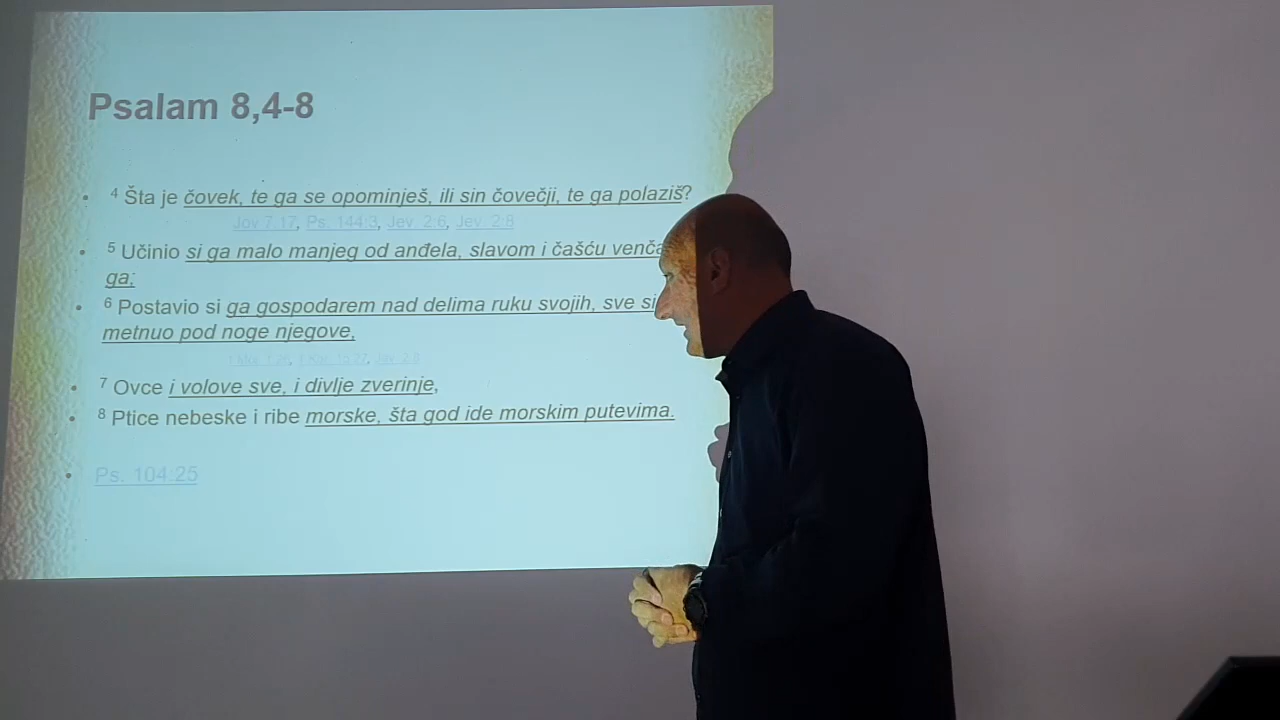 Psalam 8,4-8
• 4 Šta je čovek, te ga se opominješ, ili sin čovečji, te ga polaziš?
Jov 7:17, Ps. 144:3, Jev. 2:6, Jev. 2:8
• 5 Učinio si ga malo manjeg od anđela, slavom i čašću
ga;
• 6 Postavio si ga gospodarem nad delima ruku svojih, sve si
metnuo pod noge njegove,
• 7 Ovce i volove sve, i divlje zverinje,
• 8 Ptice nebeske i ribe morske, šta god ide morskim putevima.
• Ps. 104:25